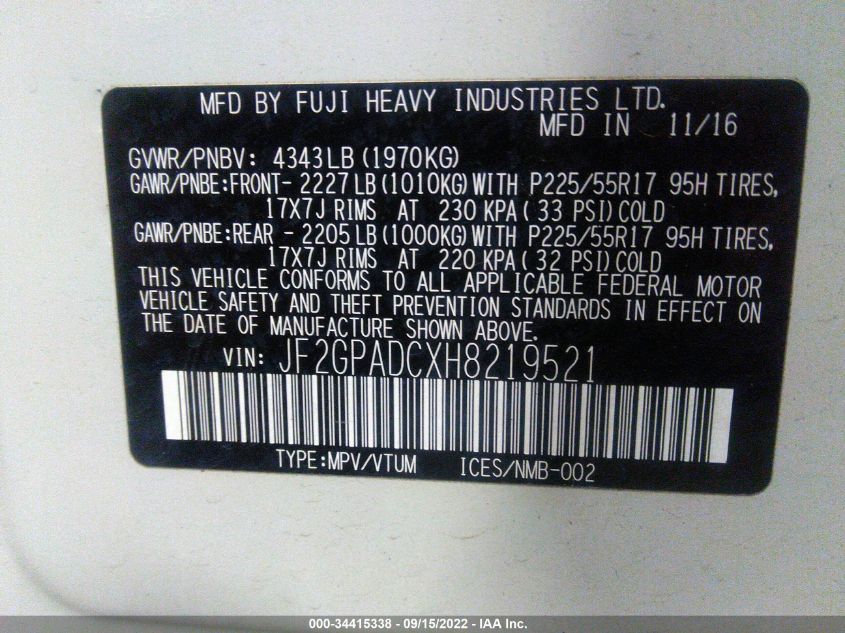 MFD BY FUJI HEAVY INDUSTRIES LTD.
MFD IN 11/16
GVWR/PNBV: 4343LB (1970KG)
GAWR/PNBE:FRONT- 2227LB (1010KG)WITH P225/55R17 95H TIRES,
17X7J RIMS AT 230 KPA( 33 PSI)COLD
GAWR/PNBE:REAR - 2205LB (1000KG)WITH P225/55R17 95H TIRES,
17X7J RIMS AT 220 KPA( 32 PSI)COLD
THIS VEHICLE CONFORMS TO ALL APPLICABLE FEDERAL MOTOR
VEHICLE SAFETY AND THEFT PREVENTION STANDARDS IN EFFECT ON
THE DATE OF MANUFACTURE SHOWN ABOVE.
VIN: JF2GPADCXH8219521
TYPE:MPV/VTUM ICES/NMB-002
000-34415338 - 09/15/2022 - IAA Inc.